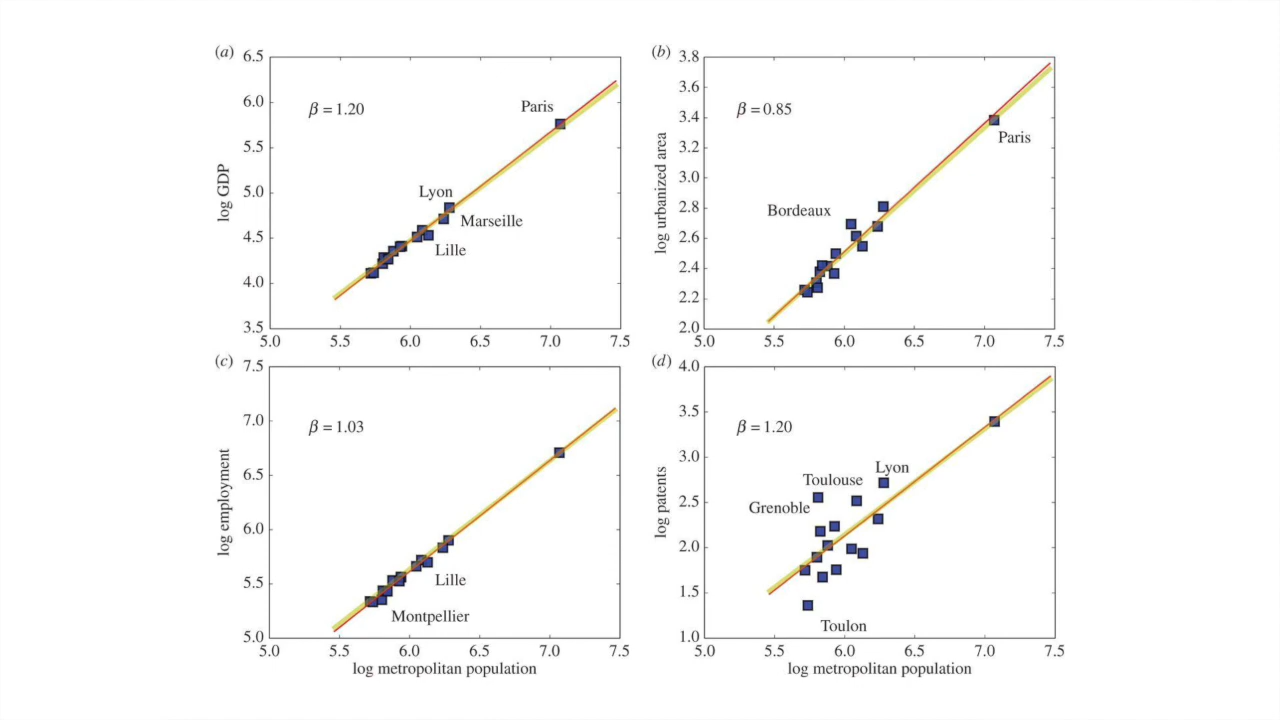 (a)
6.5
6.0
5.5
5.0
4.5
4.0
3.5
log GDP
β = 1.20
Paris
Lyon
Marseille
Lille
5.0 5.5 6.0 6.5 7.0 7.5
(b)
3.8
3.6
3.4
3.2
3.0
2.8
2.6
2.4
2.2
2.0
log urbanized area
β = 0.85
Paris
Bordeaux
5.0 5.5 6.0 6.5 7.0 7.5
(c)
7.5
7.0
6.5
6.0
5.5
5.0
log employment
β = 1.03
Lille
Montpellier
5.0 5.5 6.0 6.5 7.0 7.5
log metropolitan population
(d)
4.0
3.5
3.0
2.5
2.0
1.5
1.0
log patents
β = 1.20
Lyon
Toulouse
Grenoble
Toulon
5.0 5.5 6.0 6.5 7.0 7.5
log metropolitan population